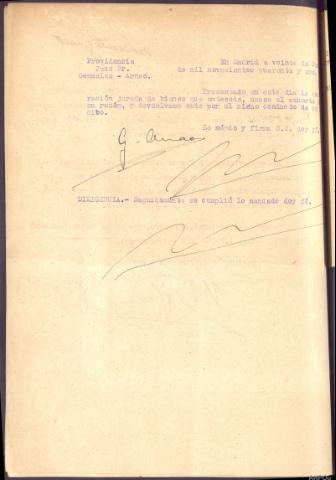 Providencia
Juez Sr.
Gonzalez - Arnao.
En Madrid a veinte de
de mil novecientos cuarenta y
Presentada en este dia la
ración jurada de bienes que antecede, unase al exhorto
su razón, y devuelvase este por el mismo conducto de
cibo.
Lo mandó y firma S.S. doy fé.
G. Arnao
DILIGENCIA.- Seguidamente se cumplió lo mandado doy fé.